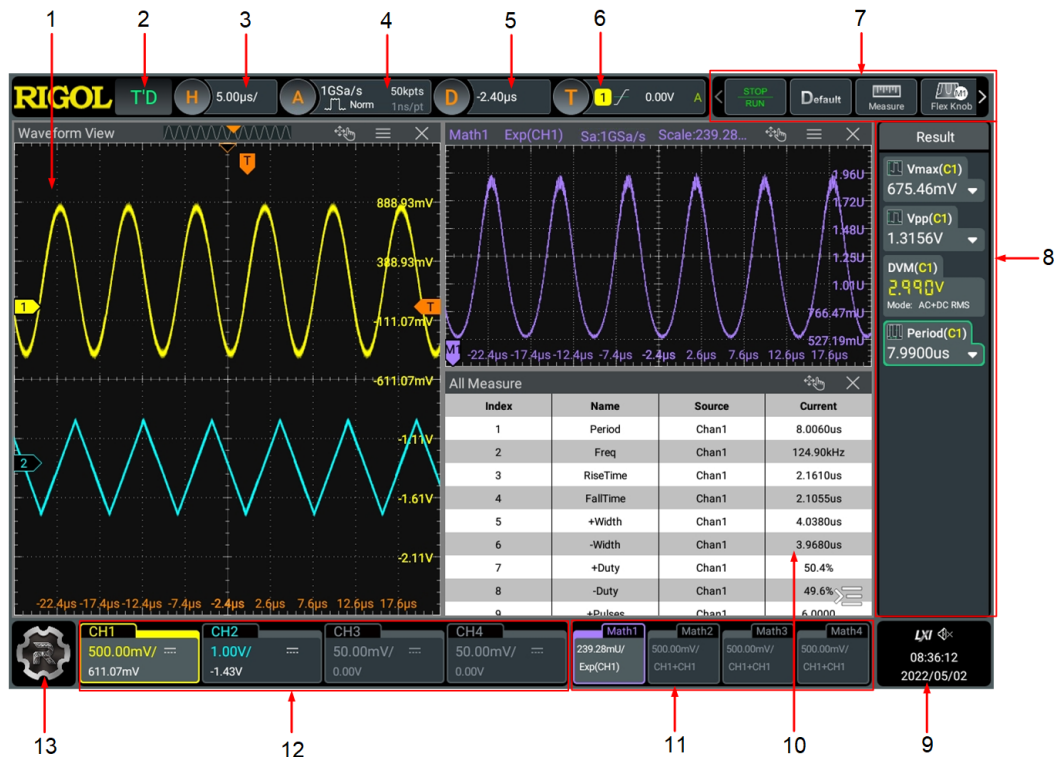 1 2 3 4 5 6 7
RIGOL T'D H 5.00μs/ A 1GSa/s 50kpts D -2.40μs T 1 0.00V A STOP Default Measure Flex Knob
Norm 1ns/pt RUN
Waveform View
T
888.93mV
388.93mV
1 T
-111.07mV
-611.07mV
-1.11V
2
-1.61V
-2.11V
-22.4μs -17.4μs -12.4μs -7.4μs -2.4μs 2.6μs 7.6μs 12.6μs 17.6μs
Math1 Exp(CH1) Sa:1GSa/s Scale:239.28...
1.96U
1.72U
1.48U
1.25U
1.01U
766.47mU
527.19mU
M1
-22.4μs -17.4μs -12.4μs -7.4μs -2.4μs 2.6μs 7.6μs 12.6μs 17.6μs
All Measure
Index Name Source Current
1 Period Chan1 8.0060us
2 Freq Chan1 124.90kHz
3 RiseTime Chan1 2.1610us
4 FallTime Chan1 2.1055us
5 +Width Chan1 4.0380us
6 -Width Chan1 3.9680us
7 +Duty Chan1 50.4%
8 -Duty Chan1 49.6%
9 +Pulses Chan1 6.0000
Result
Vmax(C1)
675.46mV
Vpp(C1)
1.3156V
DVM(C1)
2.990V
Mode: AC+DC RMS
Period(C1)
7.9900us
8
R
CH1 CH2 CH3 CH4
500.00mV/ 1.00V/ 50.00mV/ 50.00mV/
611.07mV -1.43V 0.00V 0.00V
Math1 Math2 Math3 Math4
239.28mU/ 500.00mV/ 500.00mV/ 500.00mV/
Exp(CH1) CH1+CH1 CH1+CH1 CH1+CH1
LXI
08:36:12
2022/05/02
13 12 11 10 9